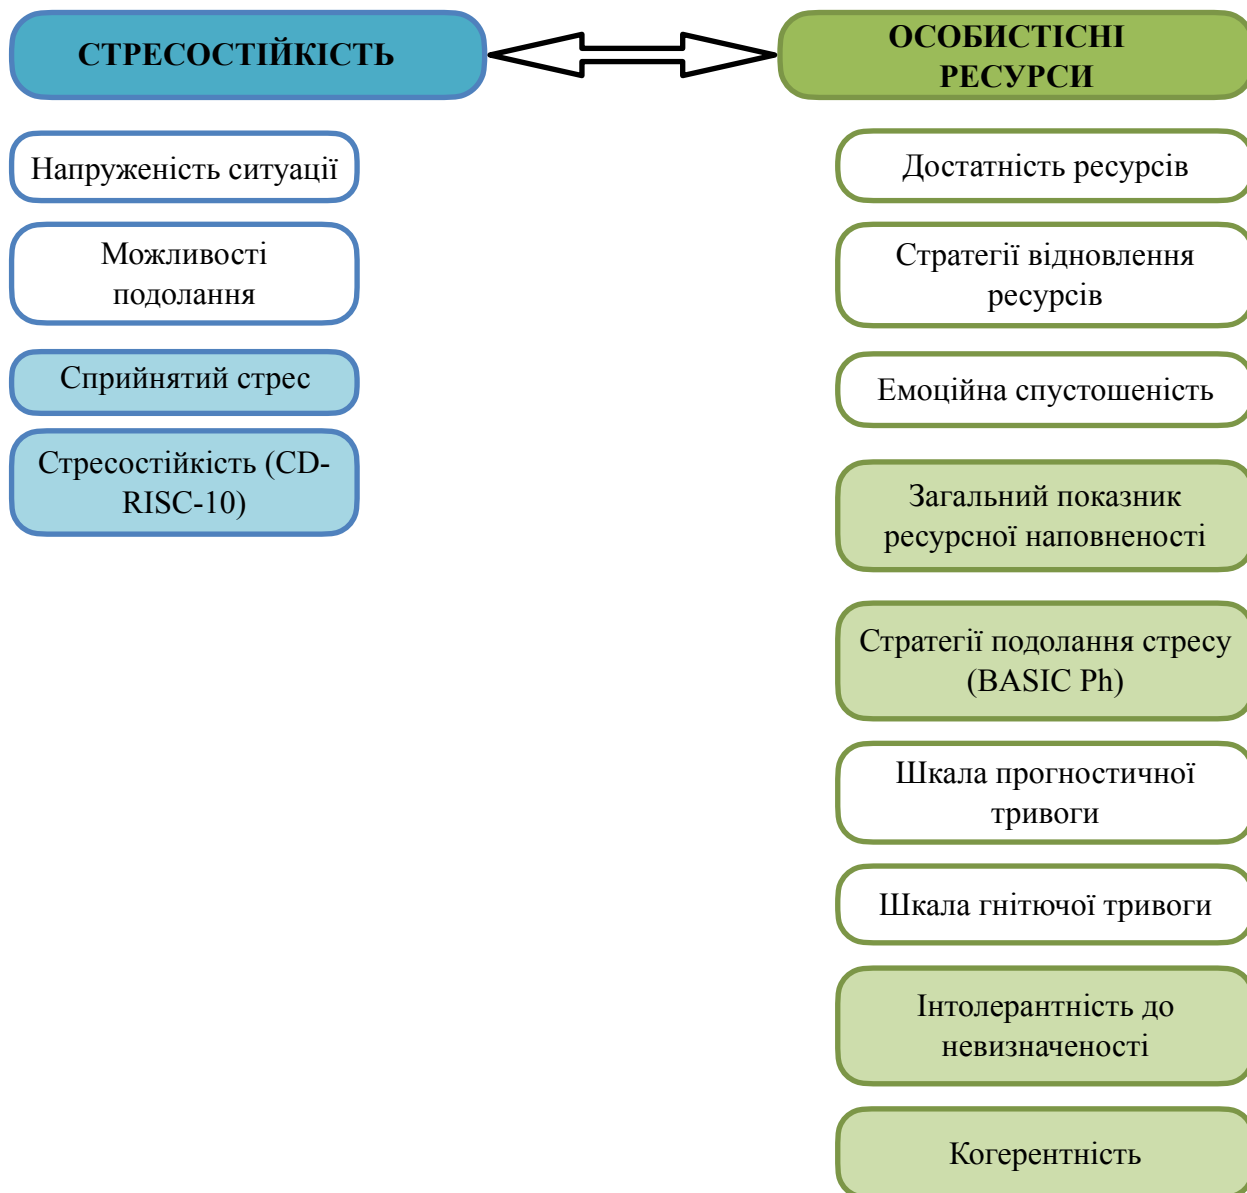 СТРЕСОСТІЙКІСТЬ
ОСОБИСТІСНІ
РЕСУРСИ
Напруженість ситуації
Можливості
подолання
Сприйнятий стрес
Стресостійкість (CD-
RISC-10)
Достатність ресурсів
Стратегії відновлення
ресурсів
Емоційна спустошеність
Загальний показник
ресурсної наповненості
Стратегії подолання стресу
(BASIC Ph)
Шкала прогностичної
тривоги
Шкала гнітючої тривоги
Інтолерантність до
невизначеності
Когерентність